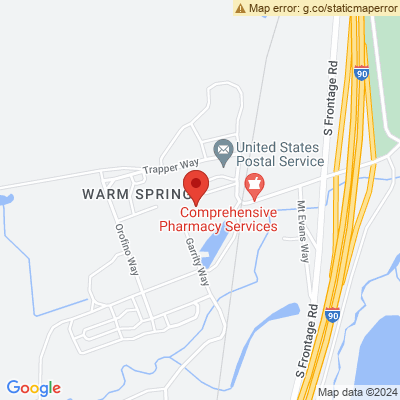 Map error: g.co/staticmaperror
90
S Frontage Rd
United States
Postal Service
Trapper Way
WARM SPRING
Comprehensive
Pharmacy Services
Mt Evans Way
Orofino Way
Garrity Way
S Frontage Rd
90
Google
Map data ©2024